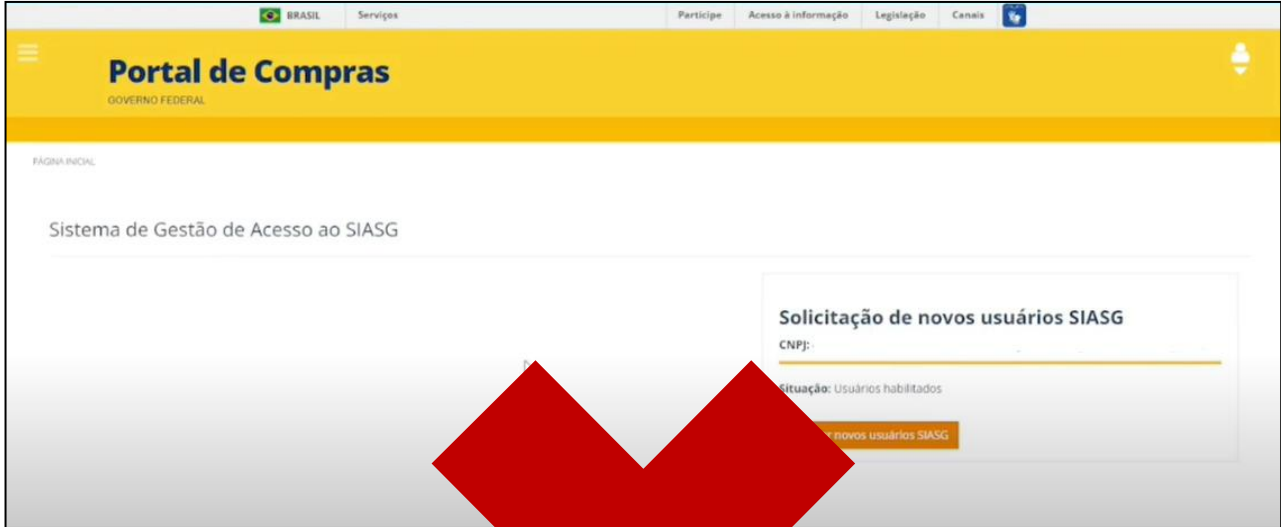 BRASIL Serviços Participe Acesso à informação Legislação Canais
Portal de Compras
GOVERNO FEDERAL
PÁGINA INICIAL
Sistema de Gestão de Acesso ao SIASG
Solicitação de novos usuários SIASG
CNPJ:
Situação: Usuários habilitados
novos usuários SIASG